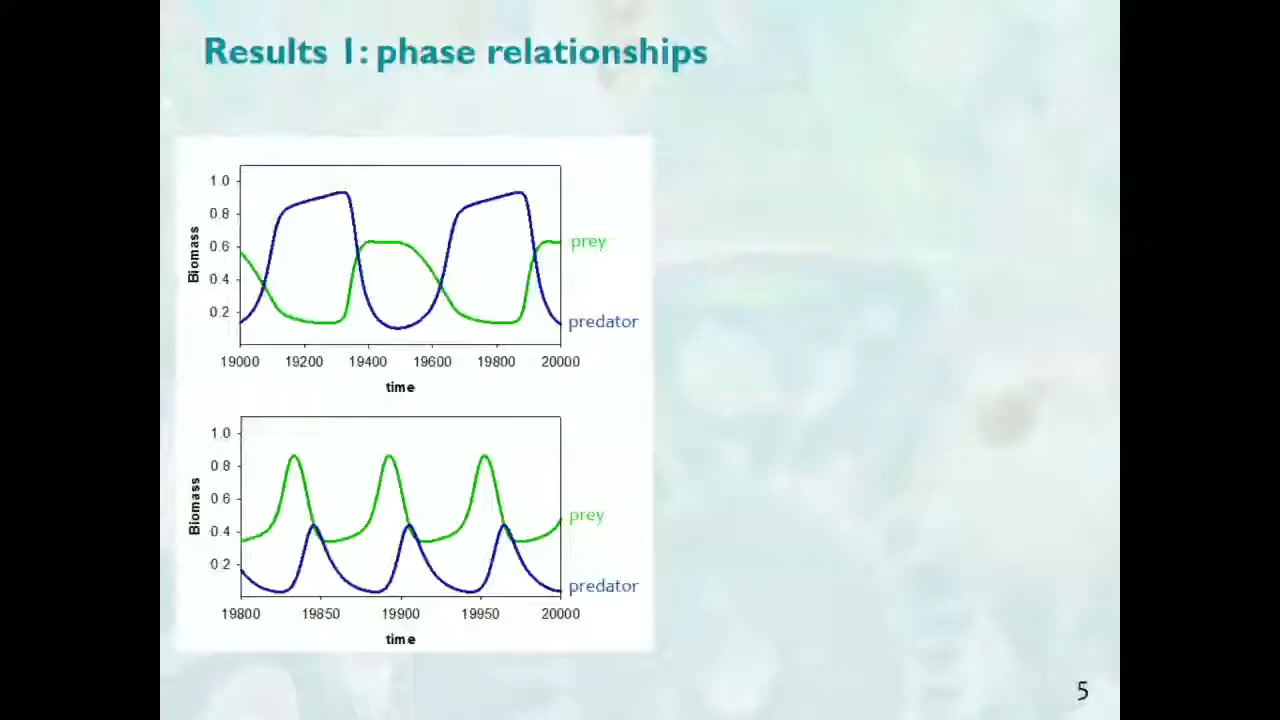 Results 1: phase relationships
1.0
0.8
0.6
0.4
0.2
Biomass
prey
predator
19000 19200 19400 19600 19800 20000
time
1.0
0.8
0.6
0.4
0.2
Biomass
prey
predator
19800 19850 19900 19950 20000
time
5